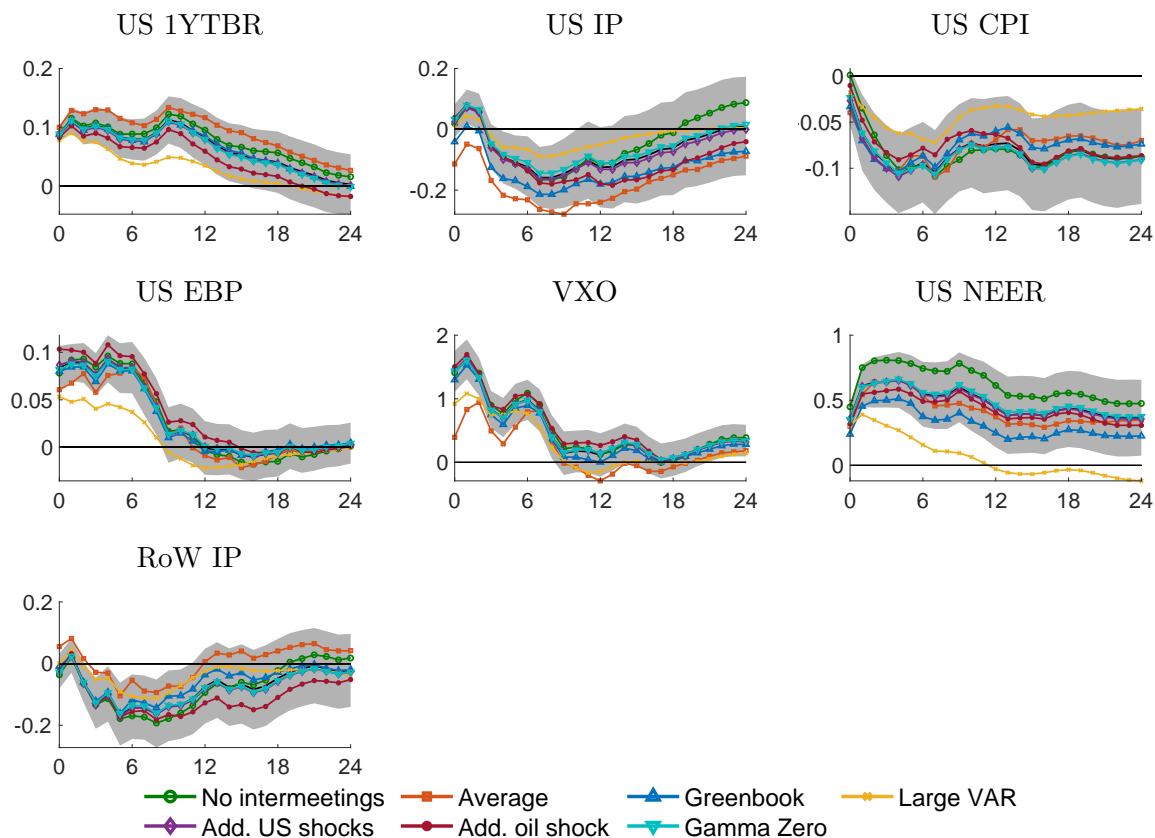 US 1YTBR US IP US CPI
0.2 0.2 0
0.1 0 -0.05
0 -0.2 -0.1
0 6 12 18 24 0 6 12 18 24 0 6 12 18 24
US EBP VXO US NEER
0.1 2 1
0.05 1 0.5
0 0 0
0 6 12 18 24 0 6 12 18 24 0 6 12 18 24
RoW IP
0.2
0
-0.2
0 6 12 18 24
No intermeetings Average Greenbook Large VAR
Add. US shocks Add. oil shock Gamma Zero